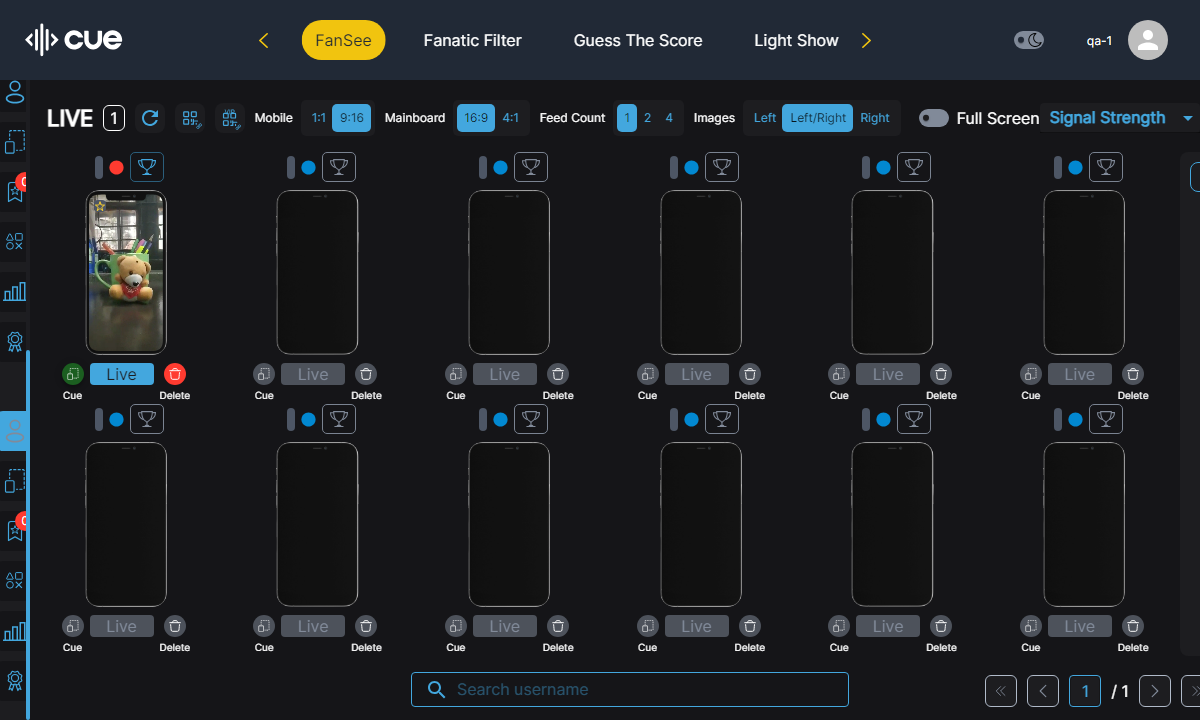 cue
FanSee Fanatic Filter Guess The Score Light Show
qa-1
LIVE 1 Mobile 1:1 9:16 Mainboard 16:9 4:1 Feed Count 1 2 4 Images Left Left/Right Right Full Screen Signal Strength
Live Live Live Live Live Live
Cue Delete Cue Delete Cue Delete Cue Delete Cue Delete Cue Delete
Live Live Live Live Live Live
Cue Delete Cue Delete Cue Delete Cue Delete Cue Delete Cue Delete
Search username
1 / 1